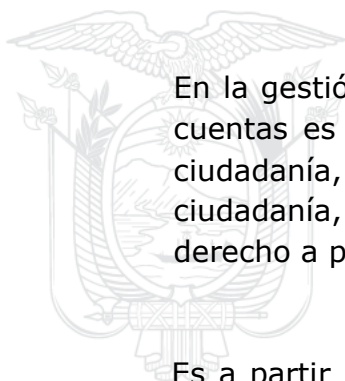 En la gestió
cuentas es
ciudadanía,
ciudadanía,
derecho a p
Es a partir